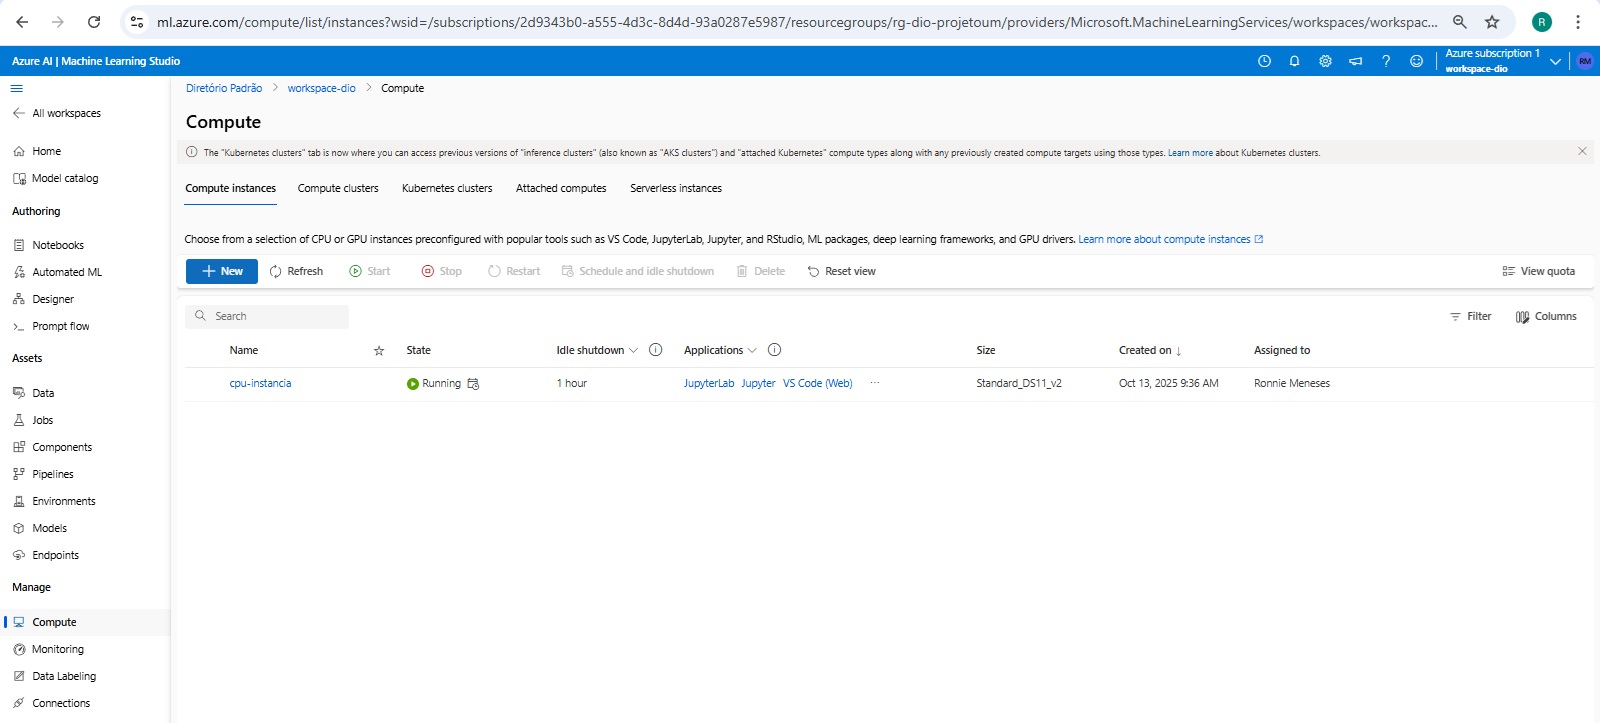 ml.azure.com/compute/list/instances?wsid=/subscriptions/2d9343b0-a555-4d3c-8d4d-93a0287e5987/resourcegroups/rg-dio-projetoum/providers/Microsoft.MachineLearningServices/workspaces/workspac...
R
Azure AI | Machine Learning Studio
Azure subscription 1
workspace-dio
RM
All workspaces
Home
Model catalog
Authoring
Notebooks
Automated ML
Designer
Prompt flow
Assets
Data
Jobs
Components
Pipelines
Environments
Models
Endpoints
Manage
Compute
Monitoring
Data Labeling
Connections
Diretório Padrão > workspace-dio > Compute
Compute
The "Kubernetes clusters" tab is now where you can access previous versions of "inference clusters" (also known as "AKS clusters") and "attached Kubernetes" compute types along with any previously created compute targets using those types. Learn more about Kubernetes clusters.
Compute instances Compute clusters Kubernetes clusters Attached computes Serverless instances
Choose from a selection of CPU or GPU instances preconfigured with popular tools such as VS Code, JupyterLab, Jupyter, and RStudio, ML packages, deep learning frameworks, and GPU drivers. Learn more about compute instances
New Refresh Start Stop Restart Schedule and idle shutdown Delete Reset view View quota
Search Filter Columns
Name State Idle shutdown Applications Size Created on ↓ Assigned to
cpu-instancia Running 1 hour JupyterLab Jupyter VS Code (Web) ... Standard_DS11_v2 Oct 13, 2025 9:36 AM Ronnie Meneses